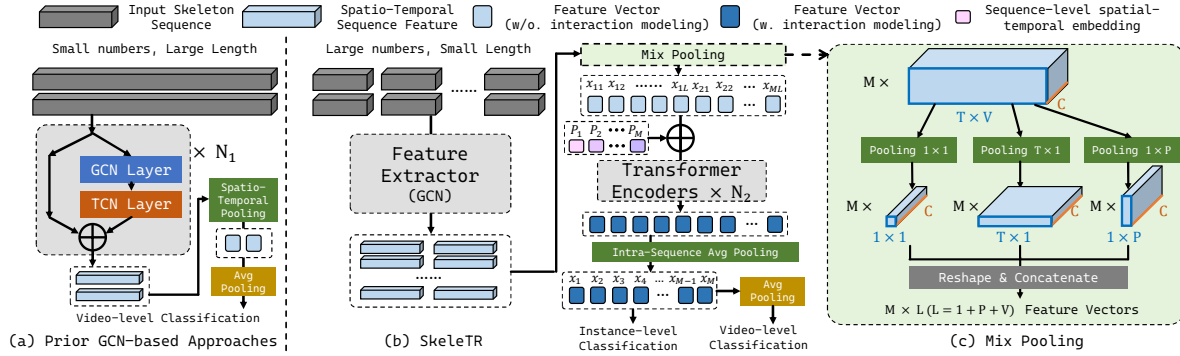 Input Skeleton Sequence
Spatio-Temporal Sequence Feature
Feature Vector (w/o. interaction modeling)
Feature Vector (w. interaction modeling)
Sequence-level spatial-temporal embedding
Small numbers, Large Length
GCN Layer
TCN Layer
× N₁
Spatio-Temporal Pooling
Avg Pooling
Video-level Classification
(a) Prior GCN-based Approaches
Large numbers, Small Length
......
Feature Extractor
(GCN)
......
(b) SkeleTR
Mix Pooling
x₁₁ x₁₂ ...... x₁L x₂₁ x₂₂ ... xML
...
P₁ P₂ ... PM
Transformer
Encoders × N₂
...
Intra-Sequence Avg Pooling
x₁ x₂ x₃ x₄ ... xM₋₁ xM
...
Avg Pooling
Instance-level Classification
Video-level Classification
M ×
C
T × V
Pooling 1×1
Pooling T×1
Pooling 1×P
M ×
C
1 × 1
M ×
C
T × 1
M ×
C
1 × P
Reshape & Concatenate
M × L (L = 1 + P + V) Feature Vectors
(c) Mix Pooling